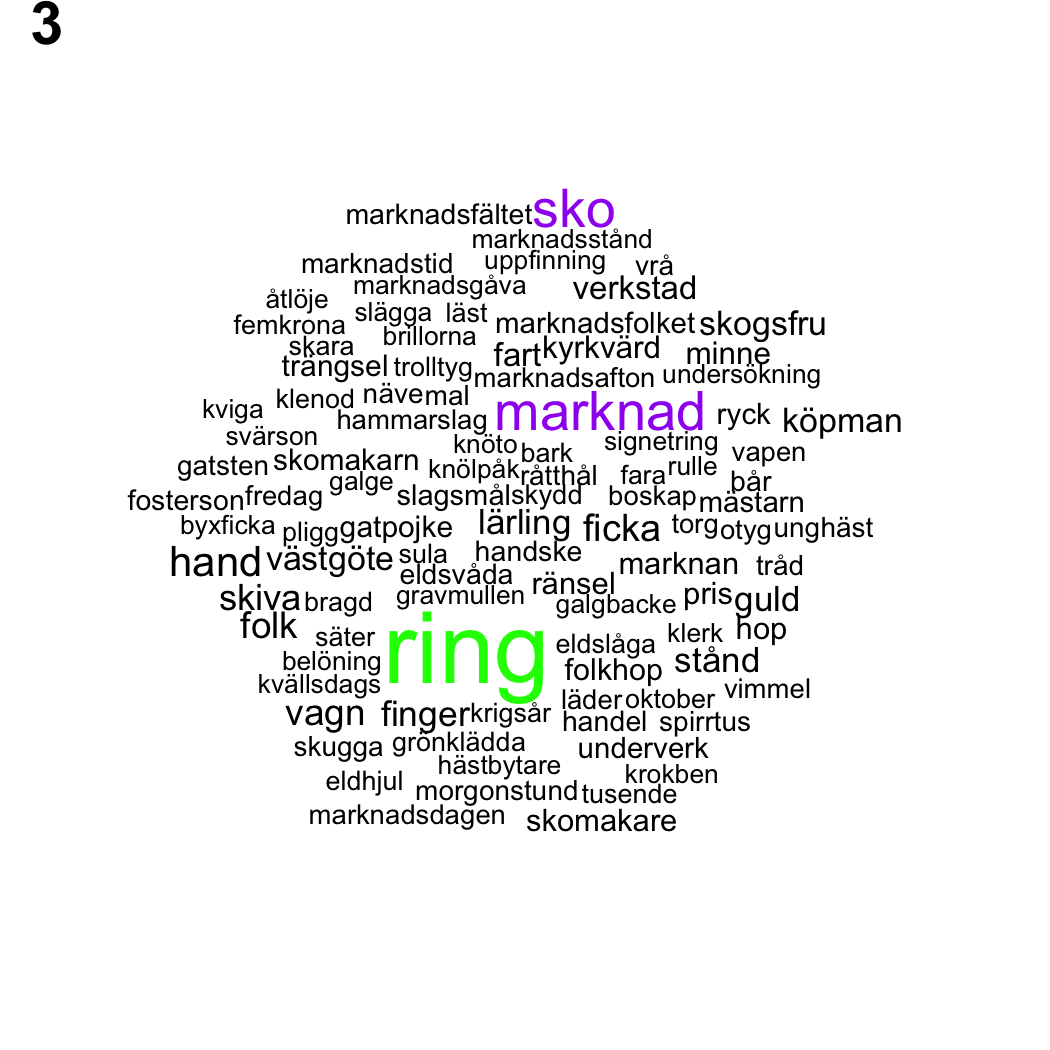 3
marknadsfältet sko
marknadsstånd
marknadstid uppfinning vrå
marknadsgåva verkstad
åtlöje slägga läst
femkrona brillorna marknadsfolket skogsfru
skara fart kyrkvärd minne
trängsel trolltyg marknadsafton undersökning
klenod näve mal
kviga hammarslag marknad ryck köpman
svärson knöto bark signetring vapen
gatsten skomakarn knölpåk råtthål fara rulle
galge slagsmålskydd boskap bår
fosterson fredag mästarn
byxficka pligg gatpojke lärling ficka torg otyg unghäst
hand västgöte sula handske marknan tråd
eldsvåda ränsel
skiva bragd gravmullen galgbacke pris guld
folk säter ring eldslåga klerk hop
belöning folkhop stånd
kvällsdags läder oktober vimmel
vagn finger krigsår handel spirrtus
skugga grönklädda underverk
hästbytare krokben
eldhjul morgonstund tusende
marknadsdagen skomakare